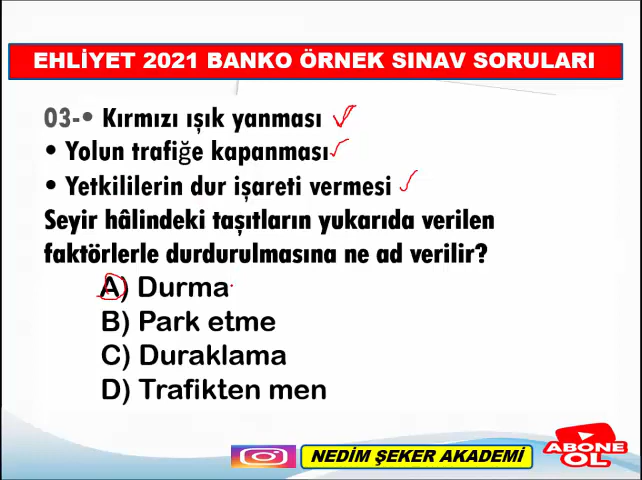 EHLİYET 2021 BANKO ÖRNEK SINAV SORULARI
03-• Kırmızı ışık yanması
• Yolun trafiğe kapanması
• Yetkililerin dur işareti vermesi
Seyir hâlindeki taşıtların yukarıda verilen
faktörlerle durdurulmasına ne ad verilir?
A) Durma
B) Park etme
C) Duraklama
D) Trafikten men
ABONE
OL
NEDİM ŞEKER AKADEMİ